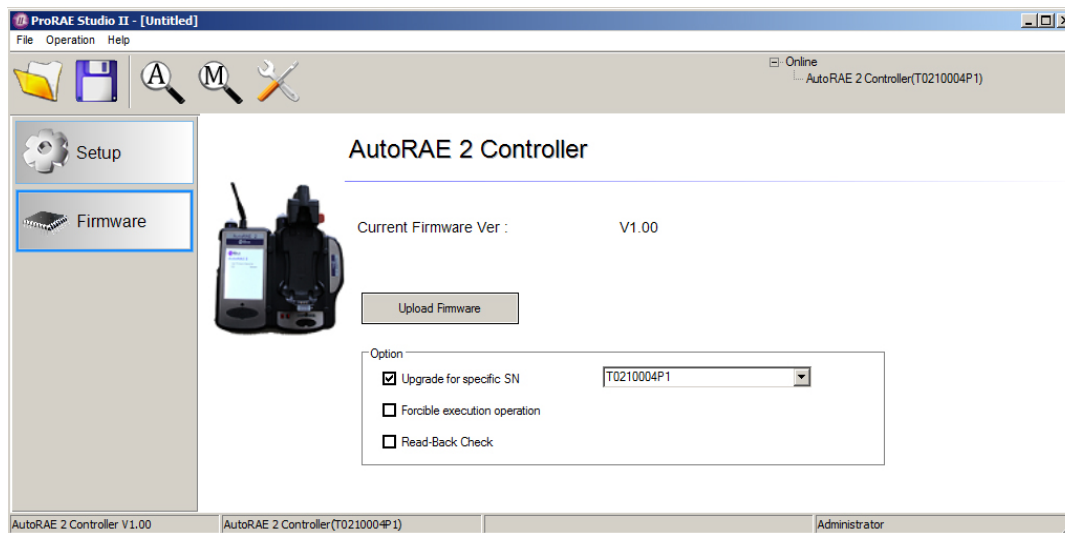 ProRAE Studio II - [Untitled]
File Operation Help
A
M
Online
AutoRAE 2 Controller(T0210004P1)
Setup
Firmware
AutoRAE 2 Controller
Current Firmware Ver : V1.00
Upload Firmware
Option
Upgrade for specific SN T0210004P1
Forcible execution operation
Read-Back Check
AutoRAE 2 Controller V1.00 AutoRAE 2 Controller(T0210004P1) Administrator